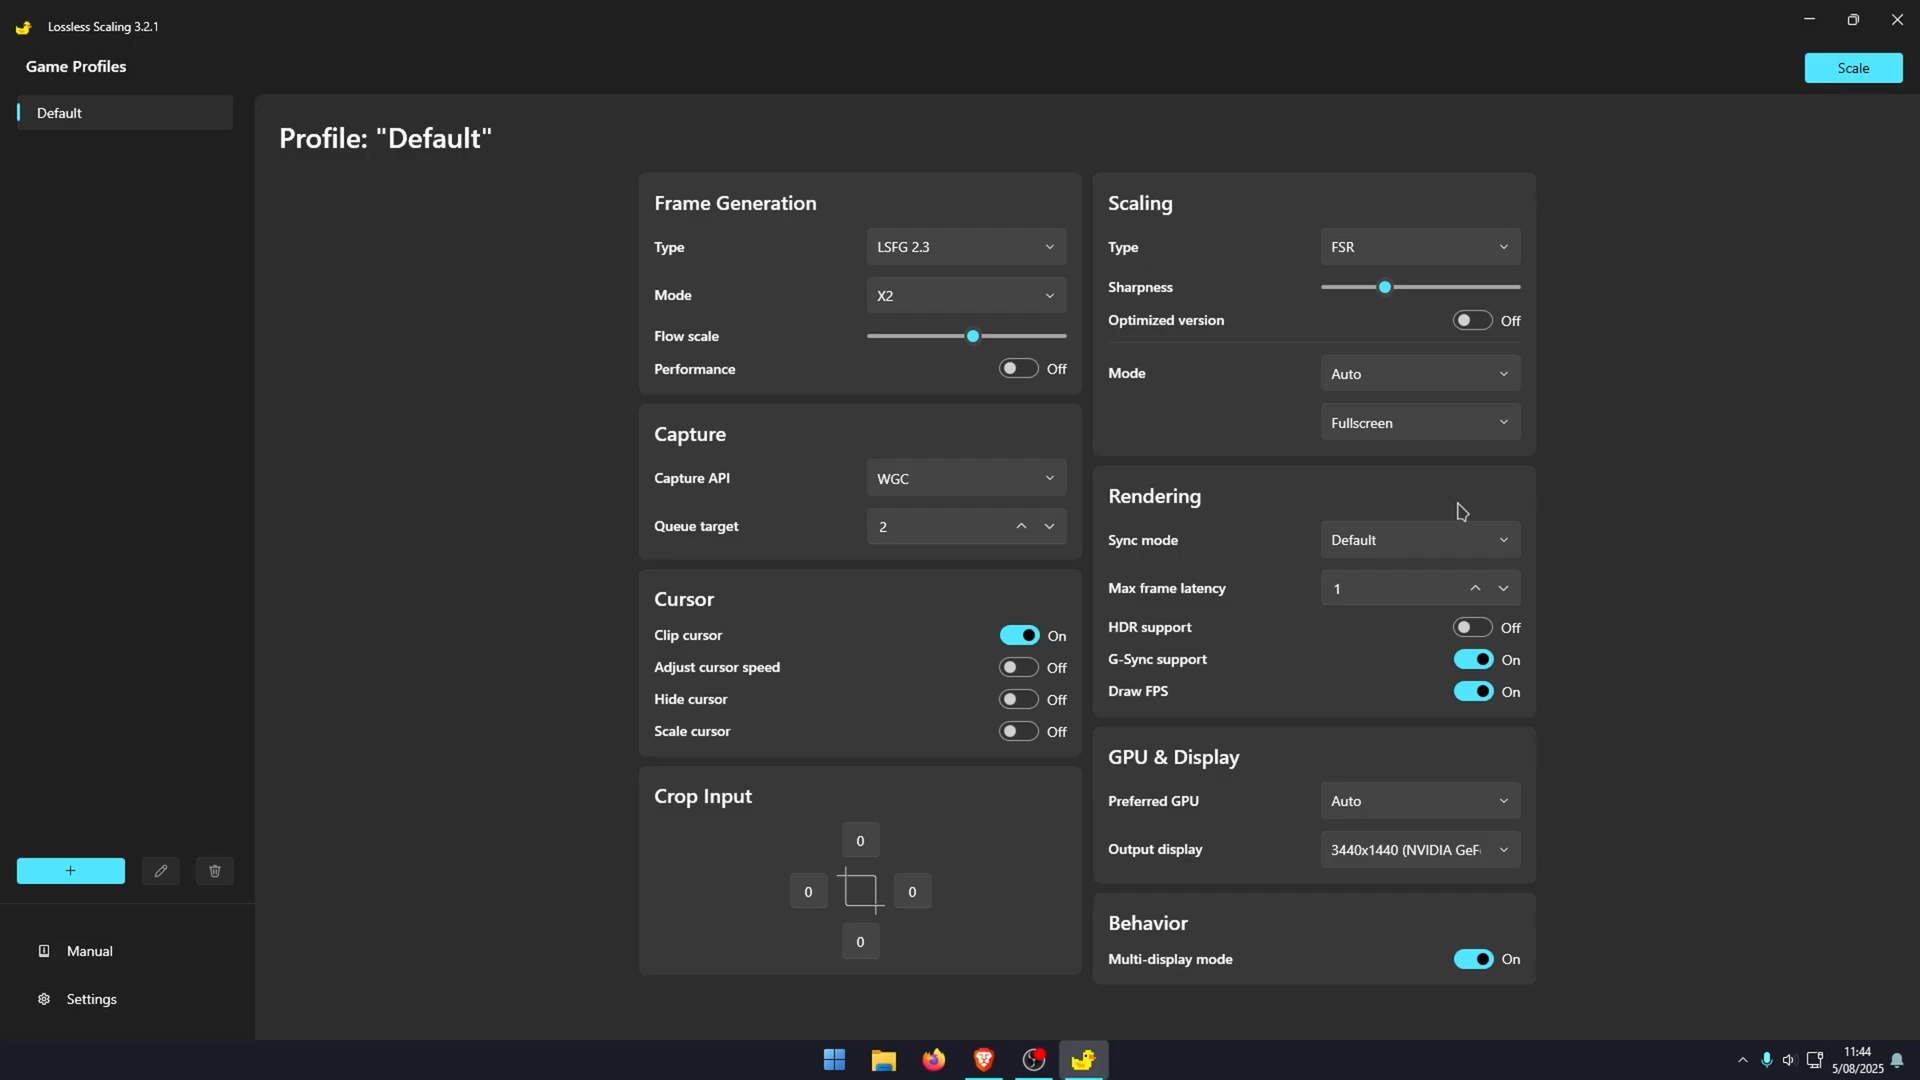 Lossless Scaling 3.2.1
Game Profiles
Scale
Default
Profile: "Default"
Frame Generation
Type
LSFG 2.3
Mode
X2
Flow scale
Performance
Off
Capture
Capture API
WGC
Queue target
2
Cursor
Clip cursor
On
Adjust cursor speed
Off
Hide cursor
Off
Scale cursor
Off
Crop Input
0
0
0
0
Scaling
Type
FSR
Sharpness
Optimized version
Off
Mode
Auto
Fullscreen
Rendering
Sync mode
Default
Max frame latency
1
HDR support
Off
G-Sync support
On
Draw FPS
On
GPU & Display
Preferred GPU
Auto
Output display
3440x1440 (NVIDIA GeF
Behavior
Multi-display mode
On
+
Manual
Settings
11:44
5/08/2025